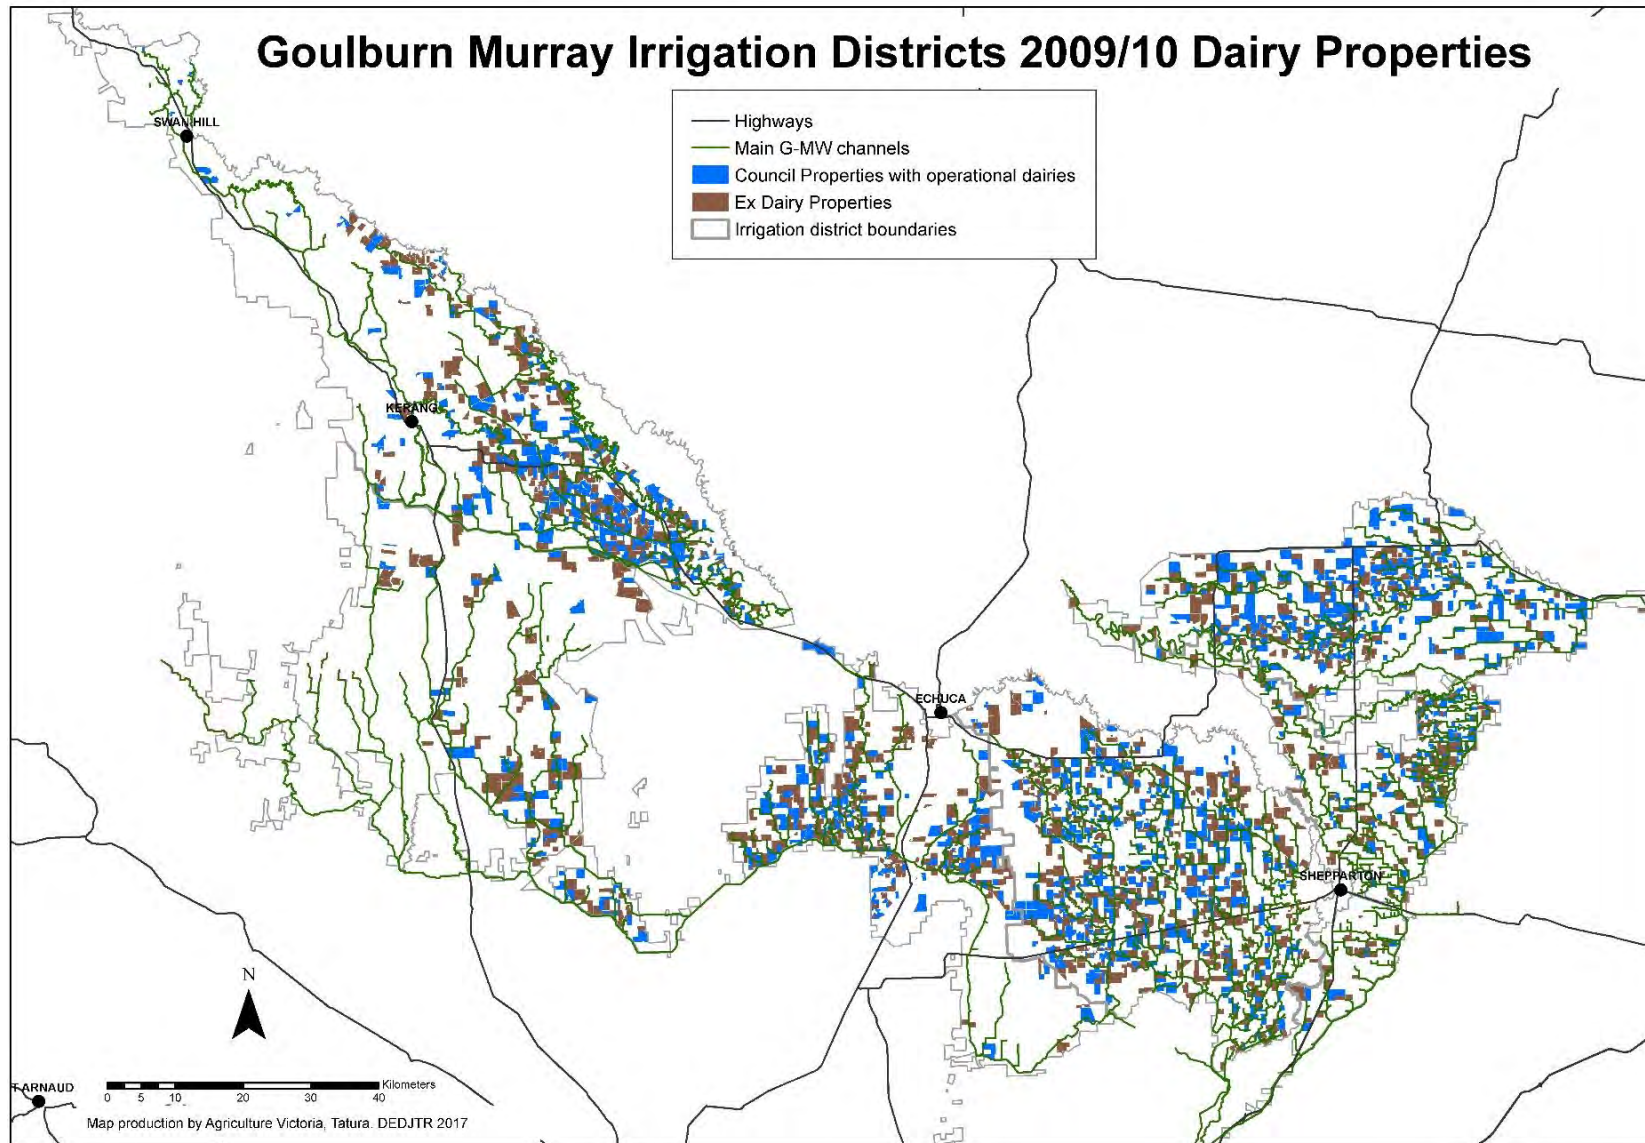 Goulburn Murray Irrigation Districts 2009/10 Dairy Properties
Highways
Main G-MW channels
Council Properties with operational dairies
Ex Dairy Properties
Irrigation district boundaries
SWAN HILL
KERANG
ECHUCA
SHEPPARTON
N
T ARNAUD
Kilometers
0 5 10 20 30 40
Map production by Agriculture Victoria, Tatura. DEDJTR 2017